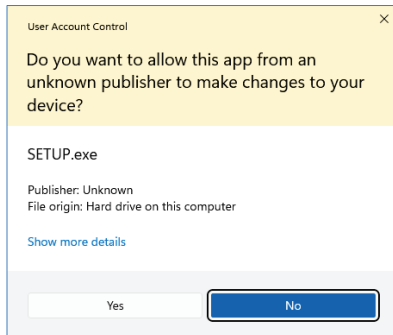 User Account Control
Do you want to allow this app from an
unknown publisher to make changes to your
device?
SETUP.exe
Publisher: Unknown
File origin: Hard drive on this computer
Show more details
Yes
No